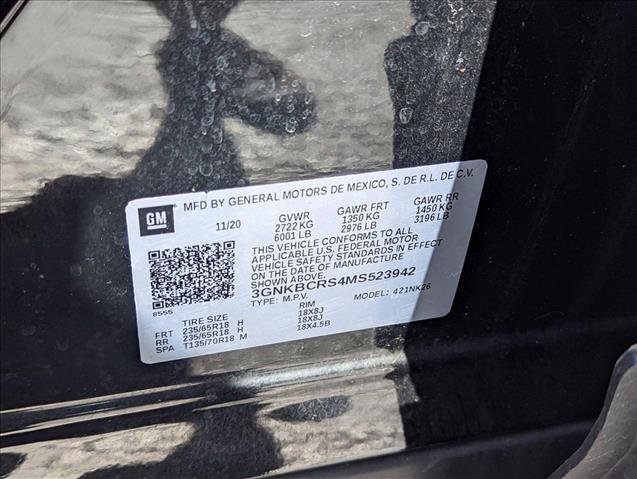 MFD BY GENERAL MOTORS DE MEXICO, S. DE R.L. DE C.V.
GM
11/20 GVWR GAWR FRT GAWR RR
2722 KG 1350 KG 1450 KG
6001 LB 2976 LB 3196 LB
THIS VEHICLE CONFORMS TO ALL
APPLICABLE U.S. FEDERAL MOTOR
VEHICLE SAFETY STANDARDS IN EFFECT
ON THE DATE OF MANUFACTURE
SHOWN ABOVE.
3GNKBCRS4MS523942
TYPE: M.P.V. MODEL: 421NK26
8555
TIRE SIZE RIM
FRT 235/65R18 H 18X8J
RR 235/65R18 H 18X8J
SPA T135/70R18 M 18X4.5B